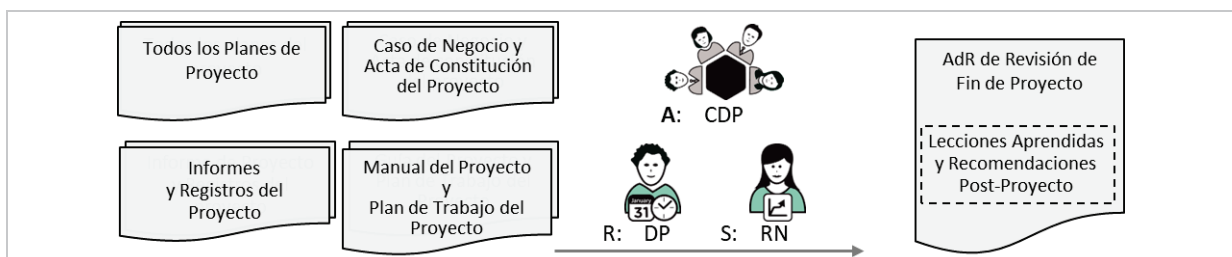 Todos los Planes de
Proyecto
Caso de Negocio y
Acta de Constitución
del Proyecto
Informes
y Registros del
Proyecto
Manual del Proyecto
y
Plan de Trabajo del
Proyecto
A: CDP
January
31
R: DP S: RN
AdR de Revisión de
Fin de Proyecto
Lecciones Aprendidas
y Recomendaciones
Post-Proyecto